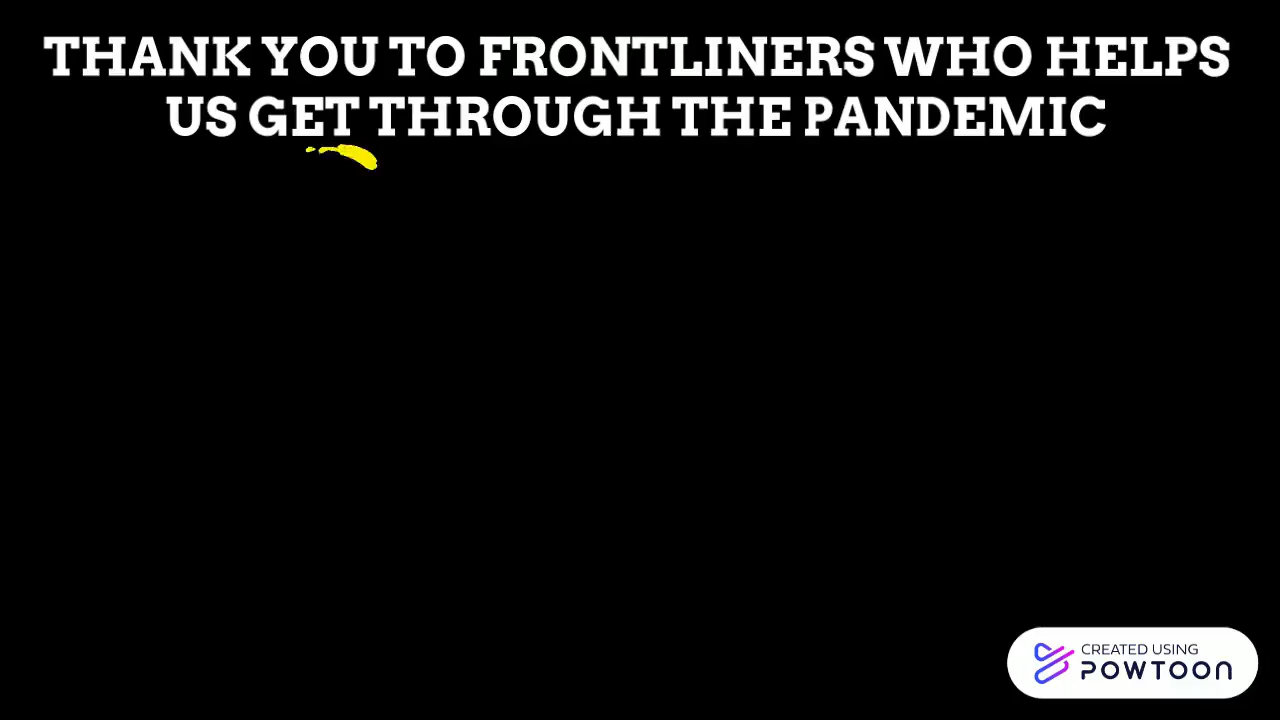 THANK YOU TO FRONTLINERS WHO HELPS
US GET THROUGH THE PANDEMIC
CREATED USING
POWTOON